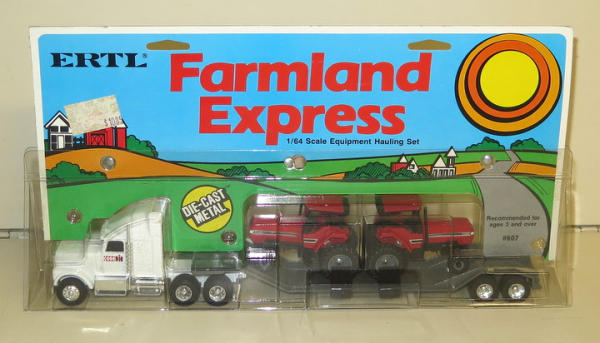 ERTL
Farmland
Express
1/64 Scale Equipment Hauling Set
DIE-CAST
METAL
Recommended for
ages 3 and over
#607